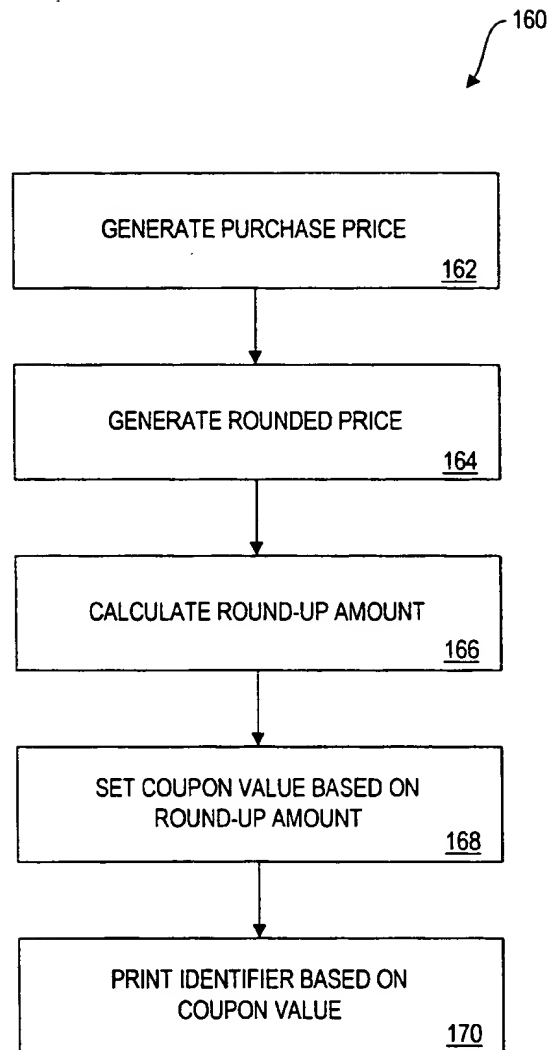 160
GENERATE PURCHASE PRICE
162
GENERATE ROUNDED PRICE
164
CALCULATE ROUND-UP AMOUNT
166
SET COUPON VALUE BASED ON
ROUND-UP AMOUNT
168
PRINT IDENTIFIER BASED ON
COUPON VALUE
170